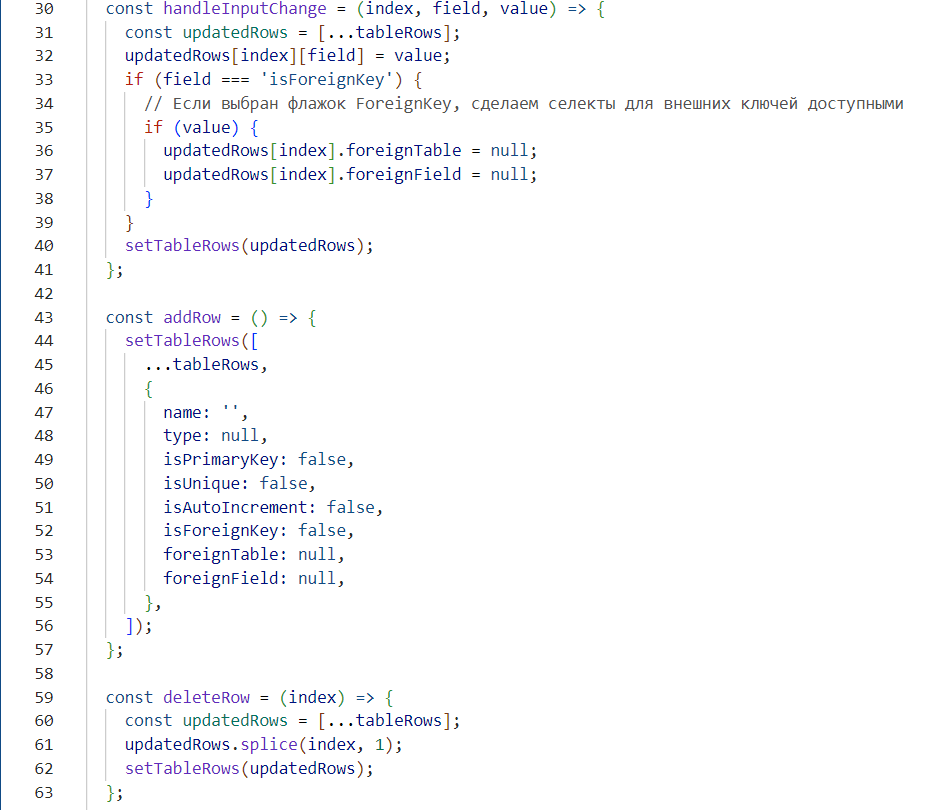 30 const handleInputChange = (index, field, value) => {
31 const updatedRows = [...tableRows];
32 updatedRows[index][field] = value;
33 if (field === 'isForeignKey') {
34 // Если выбран флажок ForeignKey, сделаем селекты для внешних ключей доступными
35 if (value) {
36 updatedRows[index].foreignTable = null;
37 updatedRows[index].foreignField = null;
38 }
39 }
40 setTableRows(updatedRows);
41 };
42
43 const addRow = () => {
44 setTableRows([
45 ...tableRows,
46 {
47 name: '',
48 type: null,
49 isPrimaryKey: false,
50 isUnique: false,
51 isAutoIncrement: false,
52 isForeignKey: false,
53 foreignTable: null,
54 foreignField: null,
55 },
56 ]);
57 };
58
59 const deleteRow = (index) => {
60 const updatedRows = [...tableRows];
61 updatedRows.splice(index, 1);
62 setTableRows(updatedRows);
63 };